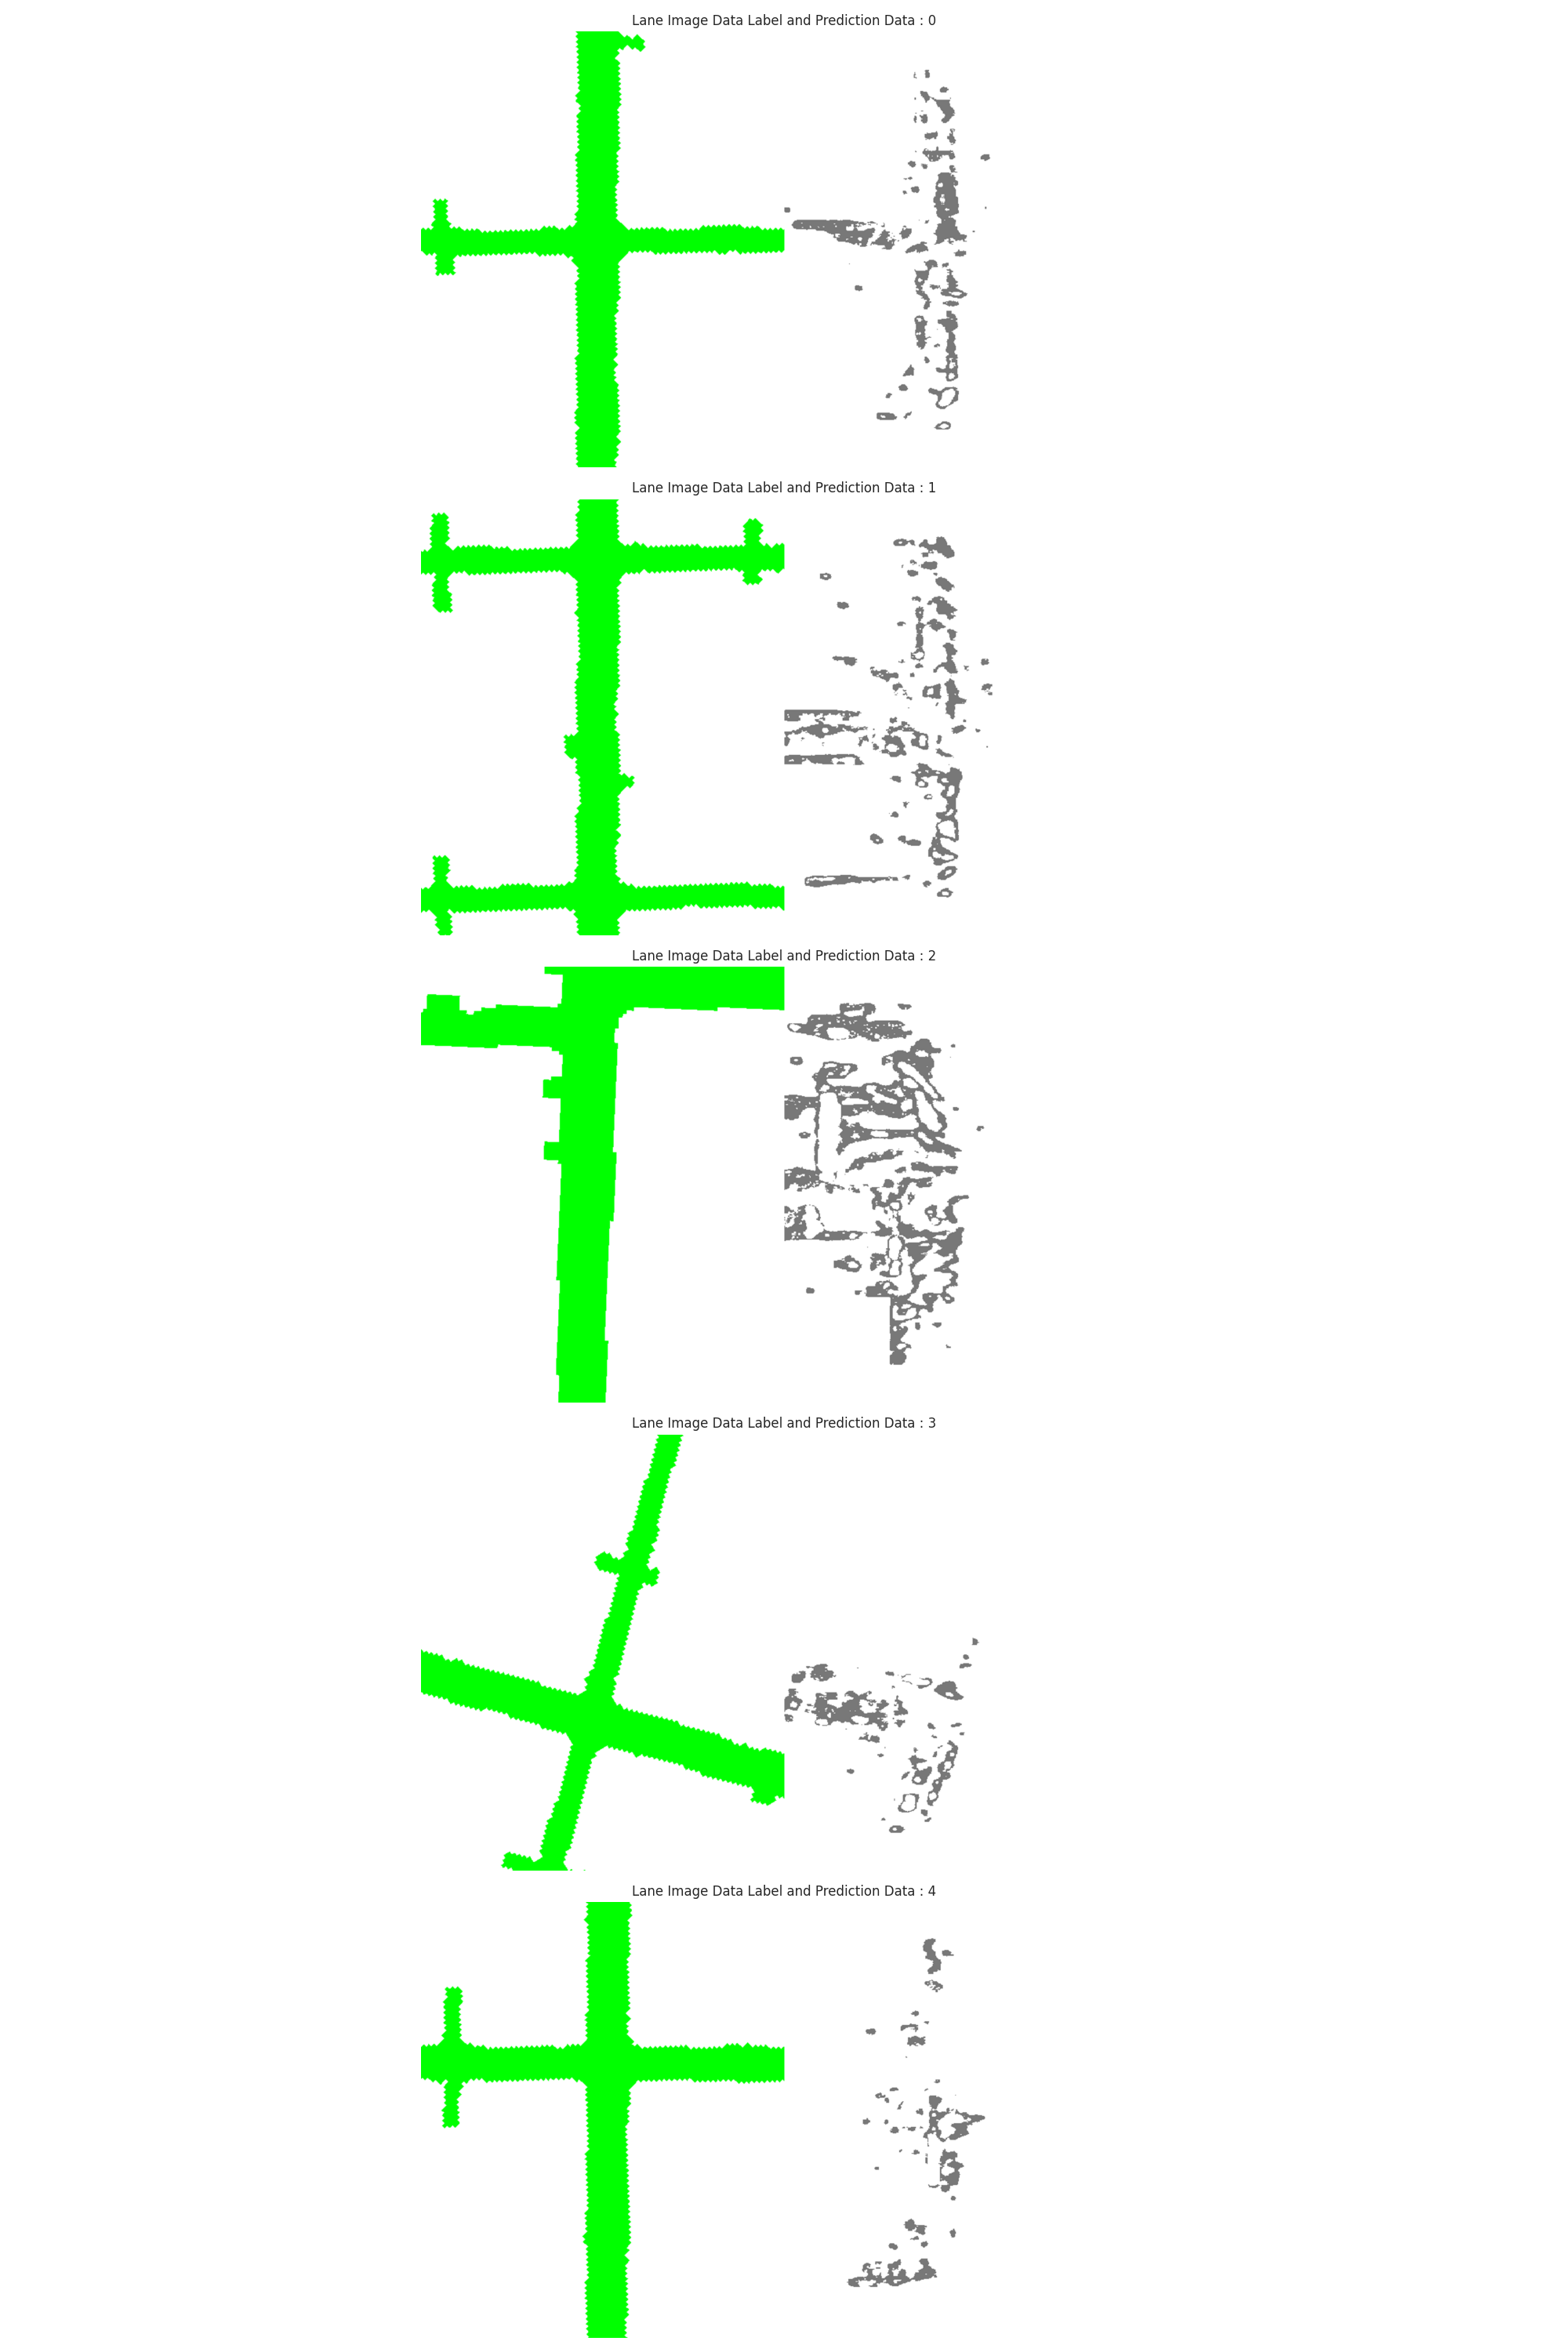 Lane Image Data Label and Prediction Data : 0
Lane Image Data Label and Prediction Data : 1
Lane Image Data Label and Prediction Data : 2
Lane Image Data Label and Prediction Data : 3
Lane Image Data Label and Prediction Data : 4